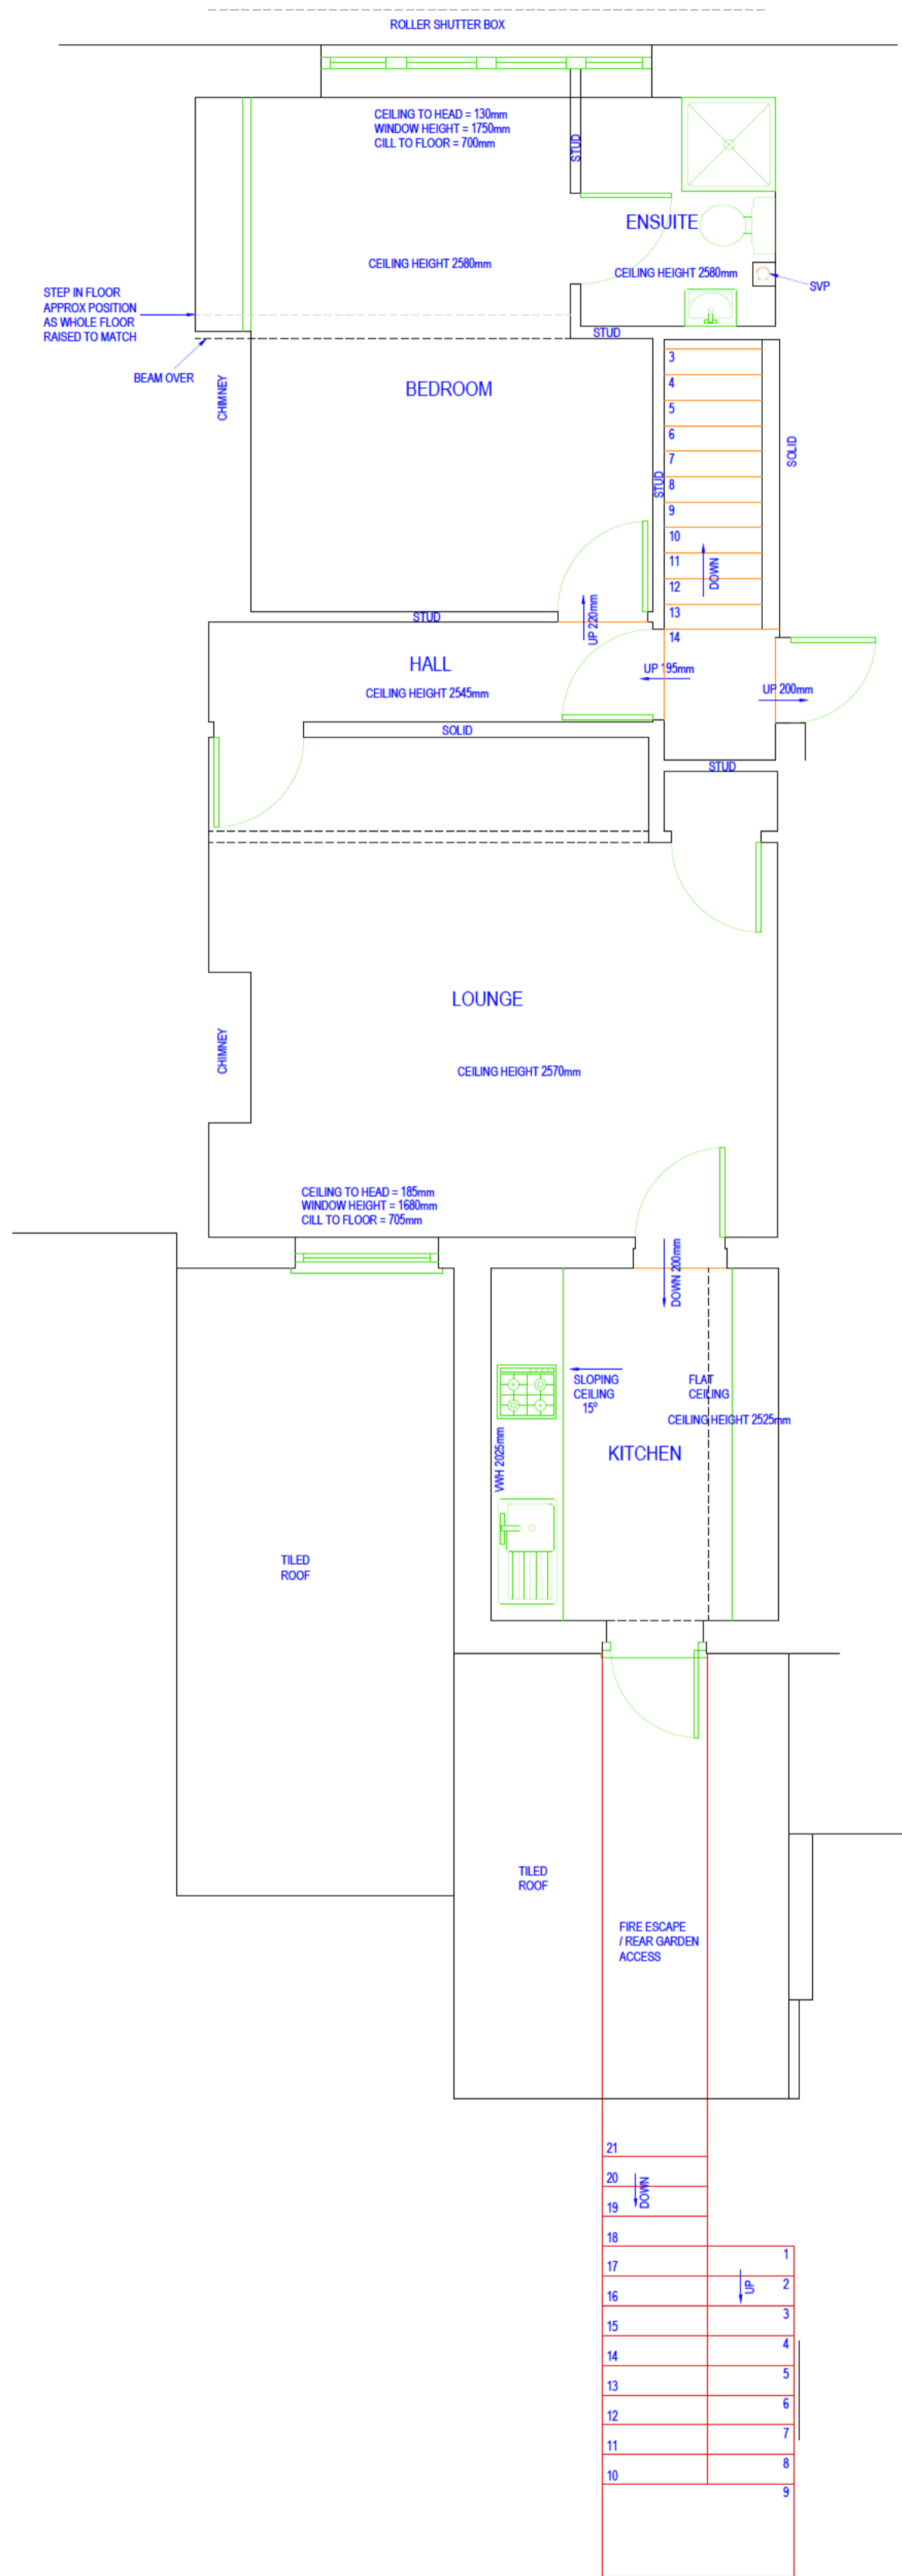 ROLLER SHUTTER BOX
CEILING TO HEAD = 130mm
WINDOW HEIGHT = 1750mm
CILL TO FLOOR = 700mm
STUD
ENSUITE
CEILING HEIGHT 2580mm
CEILING HEIGHT 2580mm
SVP
STEP IN FLOOR
APPROX POSITION
AS WHOLE FLOOR
RAISED TO MATCH
BEAM OVER
STUD
CHIMNEY
BEDROOM
3
4
5
6
7
8
9
10
11
12
13
14
STUD
SOLID
DOWN
STUD
UP 220mm
HALL
CEILING HEIGHT 2545mm
UP 195mm
UP 200mm
SOLID
STUD
LOUNGE
CHIMNEY
CEILING HEIGHT 2570mm
CEILING TO HEAD = 185mm
WINDOW HEIGHT = 1680mm
CILL TO FLOOR = 705mm
DOWN 200mm
SLOPING
CEILING
15°
FLAT
CEILING
CEILING HEIGHT 2525mm
KITCHEN
VWH 2025mm
TILED
ROOF
TILED
ROOF
FIRE ESCAPE
/ REAR GARDEN
ACCESS
21
20
19
18
17
16
15
14
13
12
11
10
DOWN
UP
1
2
3
4
5
6
7
8
9